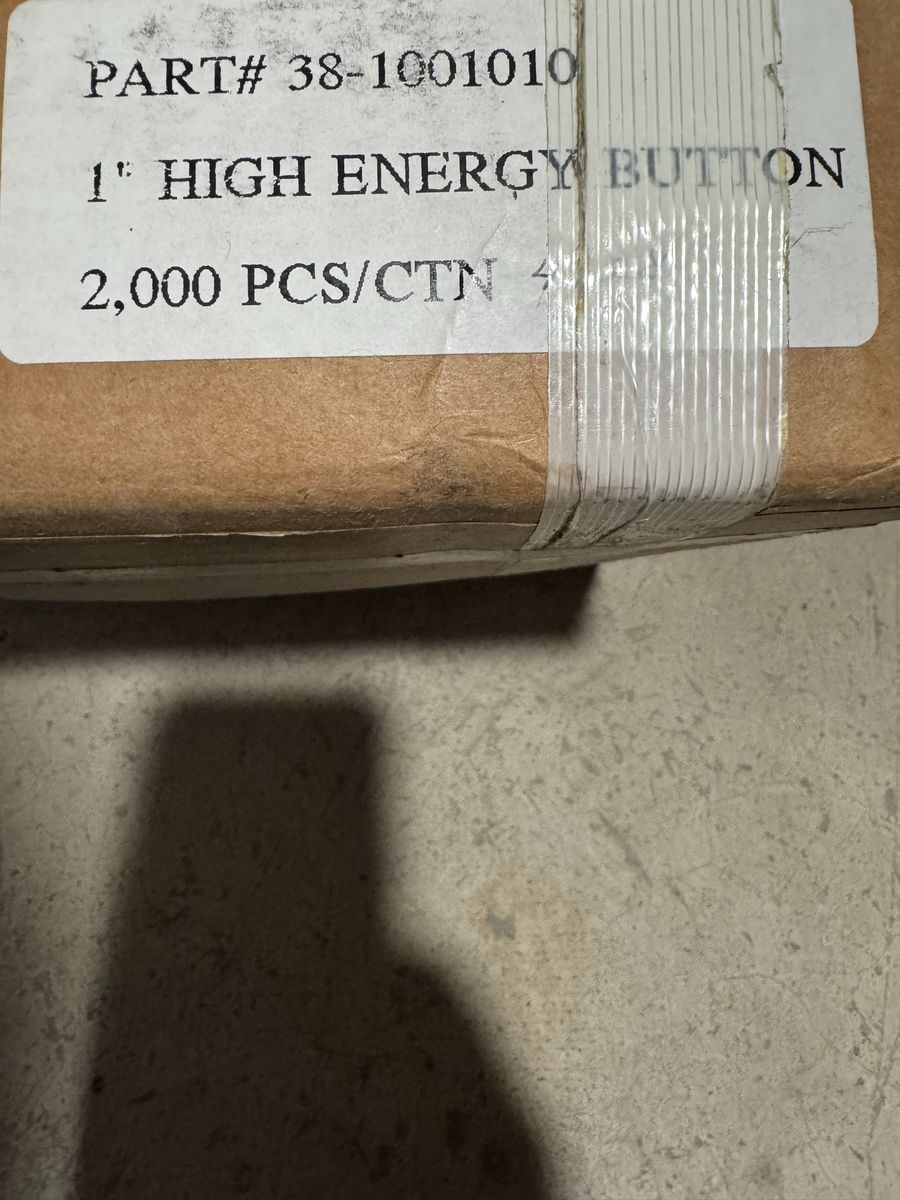 PART# 38-1001010
1" HIGH ENERGY BUTTON
2,000 PCS/CTN